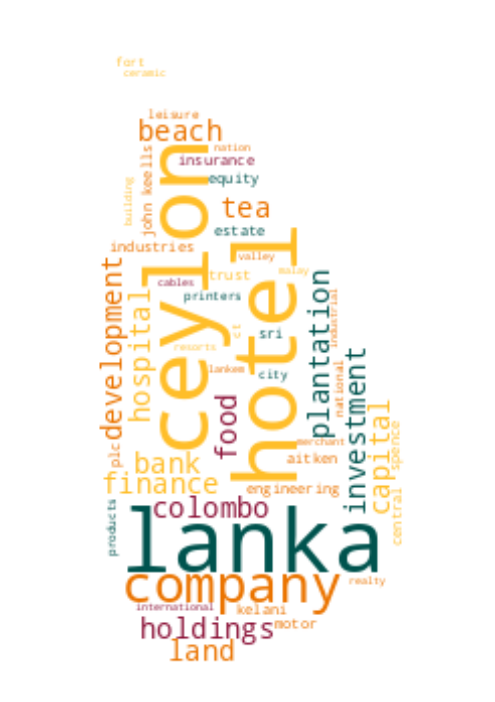 fort
ceramic
leisure
beach
nation
insurance
john keells
ceylon
equity
building
tea
estate
industries
hotel
valley
malay
trust
cables
printers
development
hospital
plantation
industrial
ct
sri
resorts
lankem
city
national
investment
food
capital
merchant
spence
plc
bank
aitken
finance
engineering
central
products
colombo
lanka
company
realty
international
kelani
holdings
motor
land